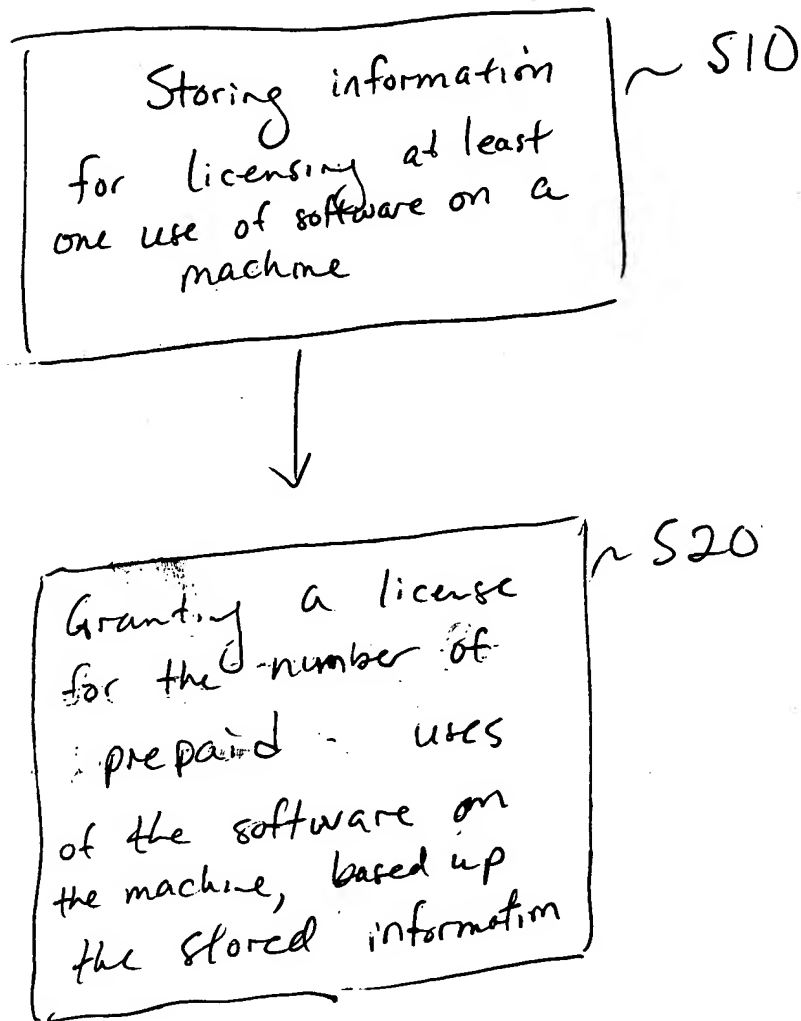 Storing information
for licensing at least
one use of software on a
machine
~ S10
Granting a license
for the number of
prepaid uses
of the software on
the machine, based up
the stored information
~ S20